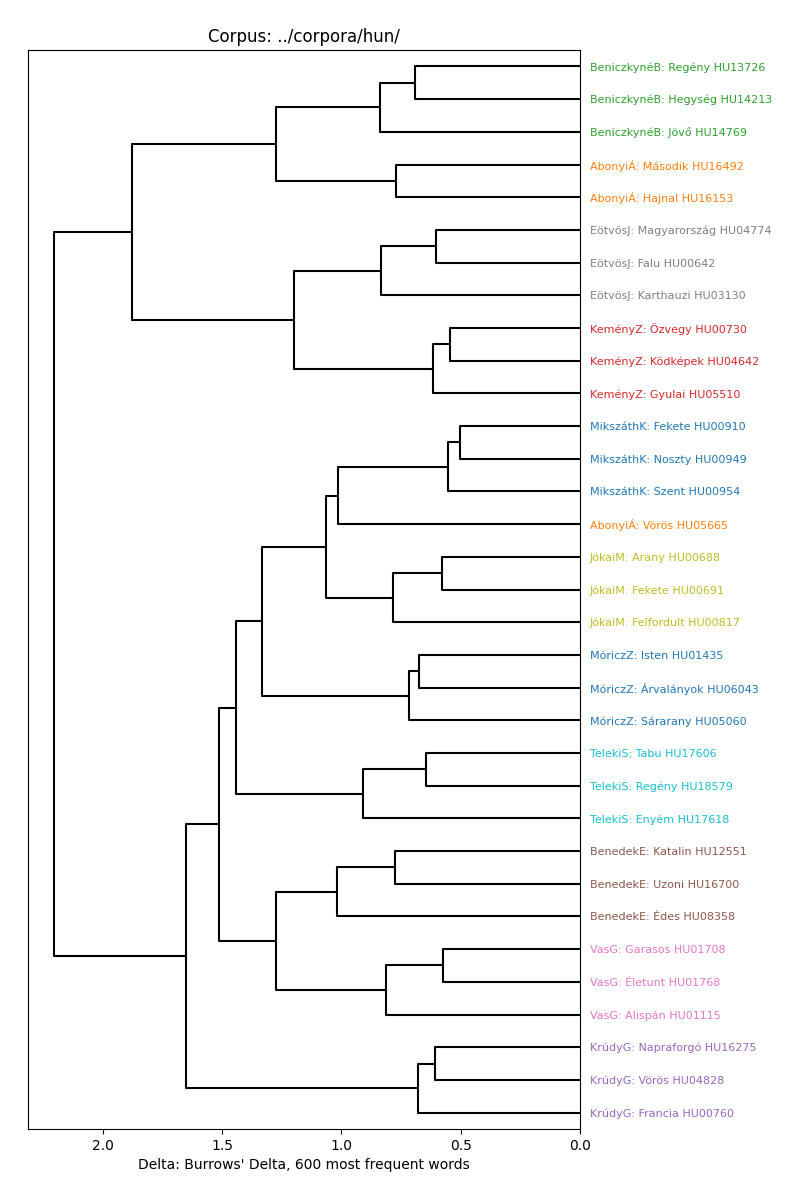 Corpus: ../corpora/hun/
BeniczkynéB: Regény HU13726
BeniczkynéB: Hegység HU14213
BeniczkynéB: Jövő HU14769
AbonyiÁ: Második HU16492
AbonyiÁ: Hajnal HU16153
EötvösJ: Magyarország HU04774
EötvösJ: Falu HU00642
EötvösJ: Karthauzi HU03130
KeményZ: Özvegy HU00730
KeményZ: Ködképek HU04642
KeményZ: Gyulai HU05510
MikszáthK: Fekete HU00910
MikszáthK: Noszty HU00949
MikszáthK: Szent HU00954
AbonyiÁ: Vörös HU05665
JókaiM: Arany HU00688
JókaiM: Fekete HU00691
JókaiM: Felfordult HU00817
MóriczZ: Isten HU01435
MóriczZ: Árvalányok HU06043
MóriczZ: Sárarany HU05060
TelekiS: Tabu HU17606
TelekiS: Regény HU18579
TelekiS: Enyém HU17618
BenedekE: Katalin HU12551
BenedekE: Uzoni HU16700
BenedekE: Édes HU08358
VasG: Garasos HU01708
VasG: Életunt HU01768
VasG: Alispán HU01115
KrúdyG: Napraforgó HU16275
KrúdyG: Vörös HU04828
KrúdyG: Francia HU00760
2.0 1.5 1.0 0.5 0.0
Delta: Burrows' Delta, 600 most frequent words